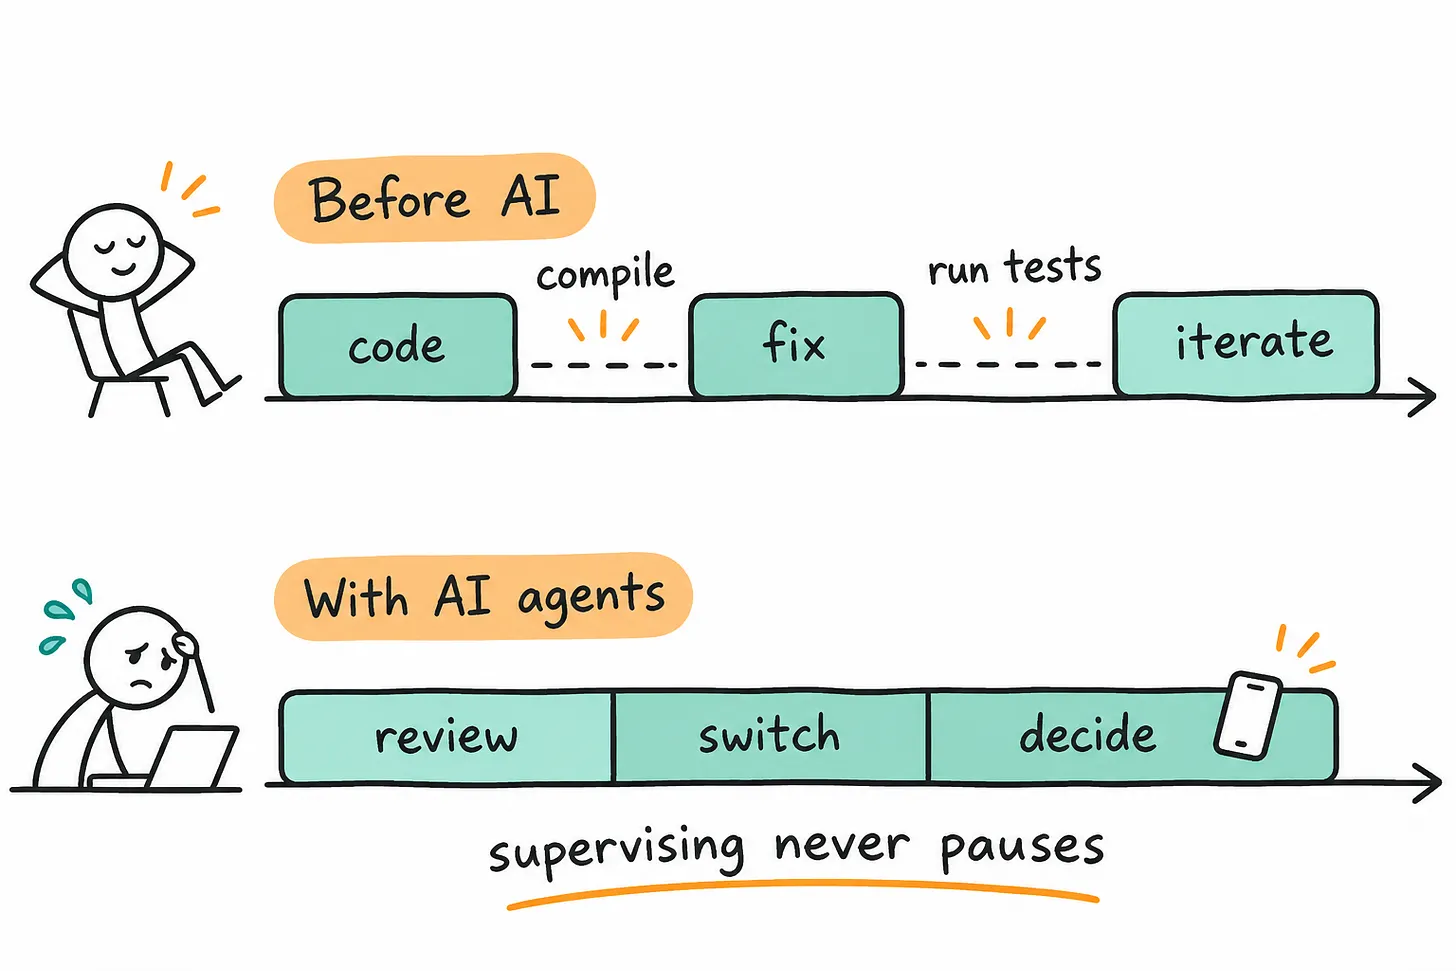 Before AI
compile
run tests
code
fix
iterate
With AI agents
review
switch
decide
supervising never pauses